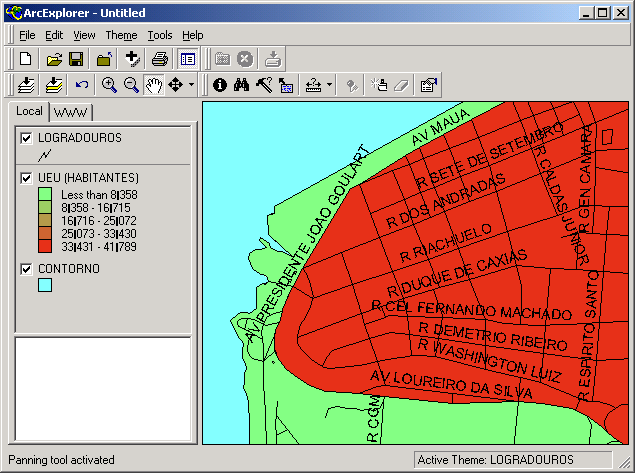 ArcExplorer - Untitled
File Edit View Theme Tools Help
Local WWW
LOGRADOUROS
UEU (HABITANTES)
Less than 8|358
8|358 - 16|715
16|716 - 25|072
25|073 - 33|430
33|431 - 41|789
CONTORNO
AV MAUA
R SETE DE SETEMBRO
R CALDAS JUNIOR
R GEN CAMARA
R DOS ANDRADAS
AV PRESIDENTE JOAO GOULART
R RIACHUELO
R DUQUE DE CAXIAS
R CEL FERNANDO MACHADO
R DEMETRIO RIBEIRO
R WASHINGTON LUIZ
R ESPIRITO SANTO
AV LOUREIRO DA SILVA
R CGM
Panning tool activated
Active Theme: LOGRADOUROS